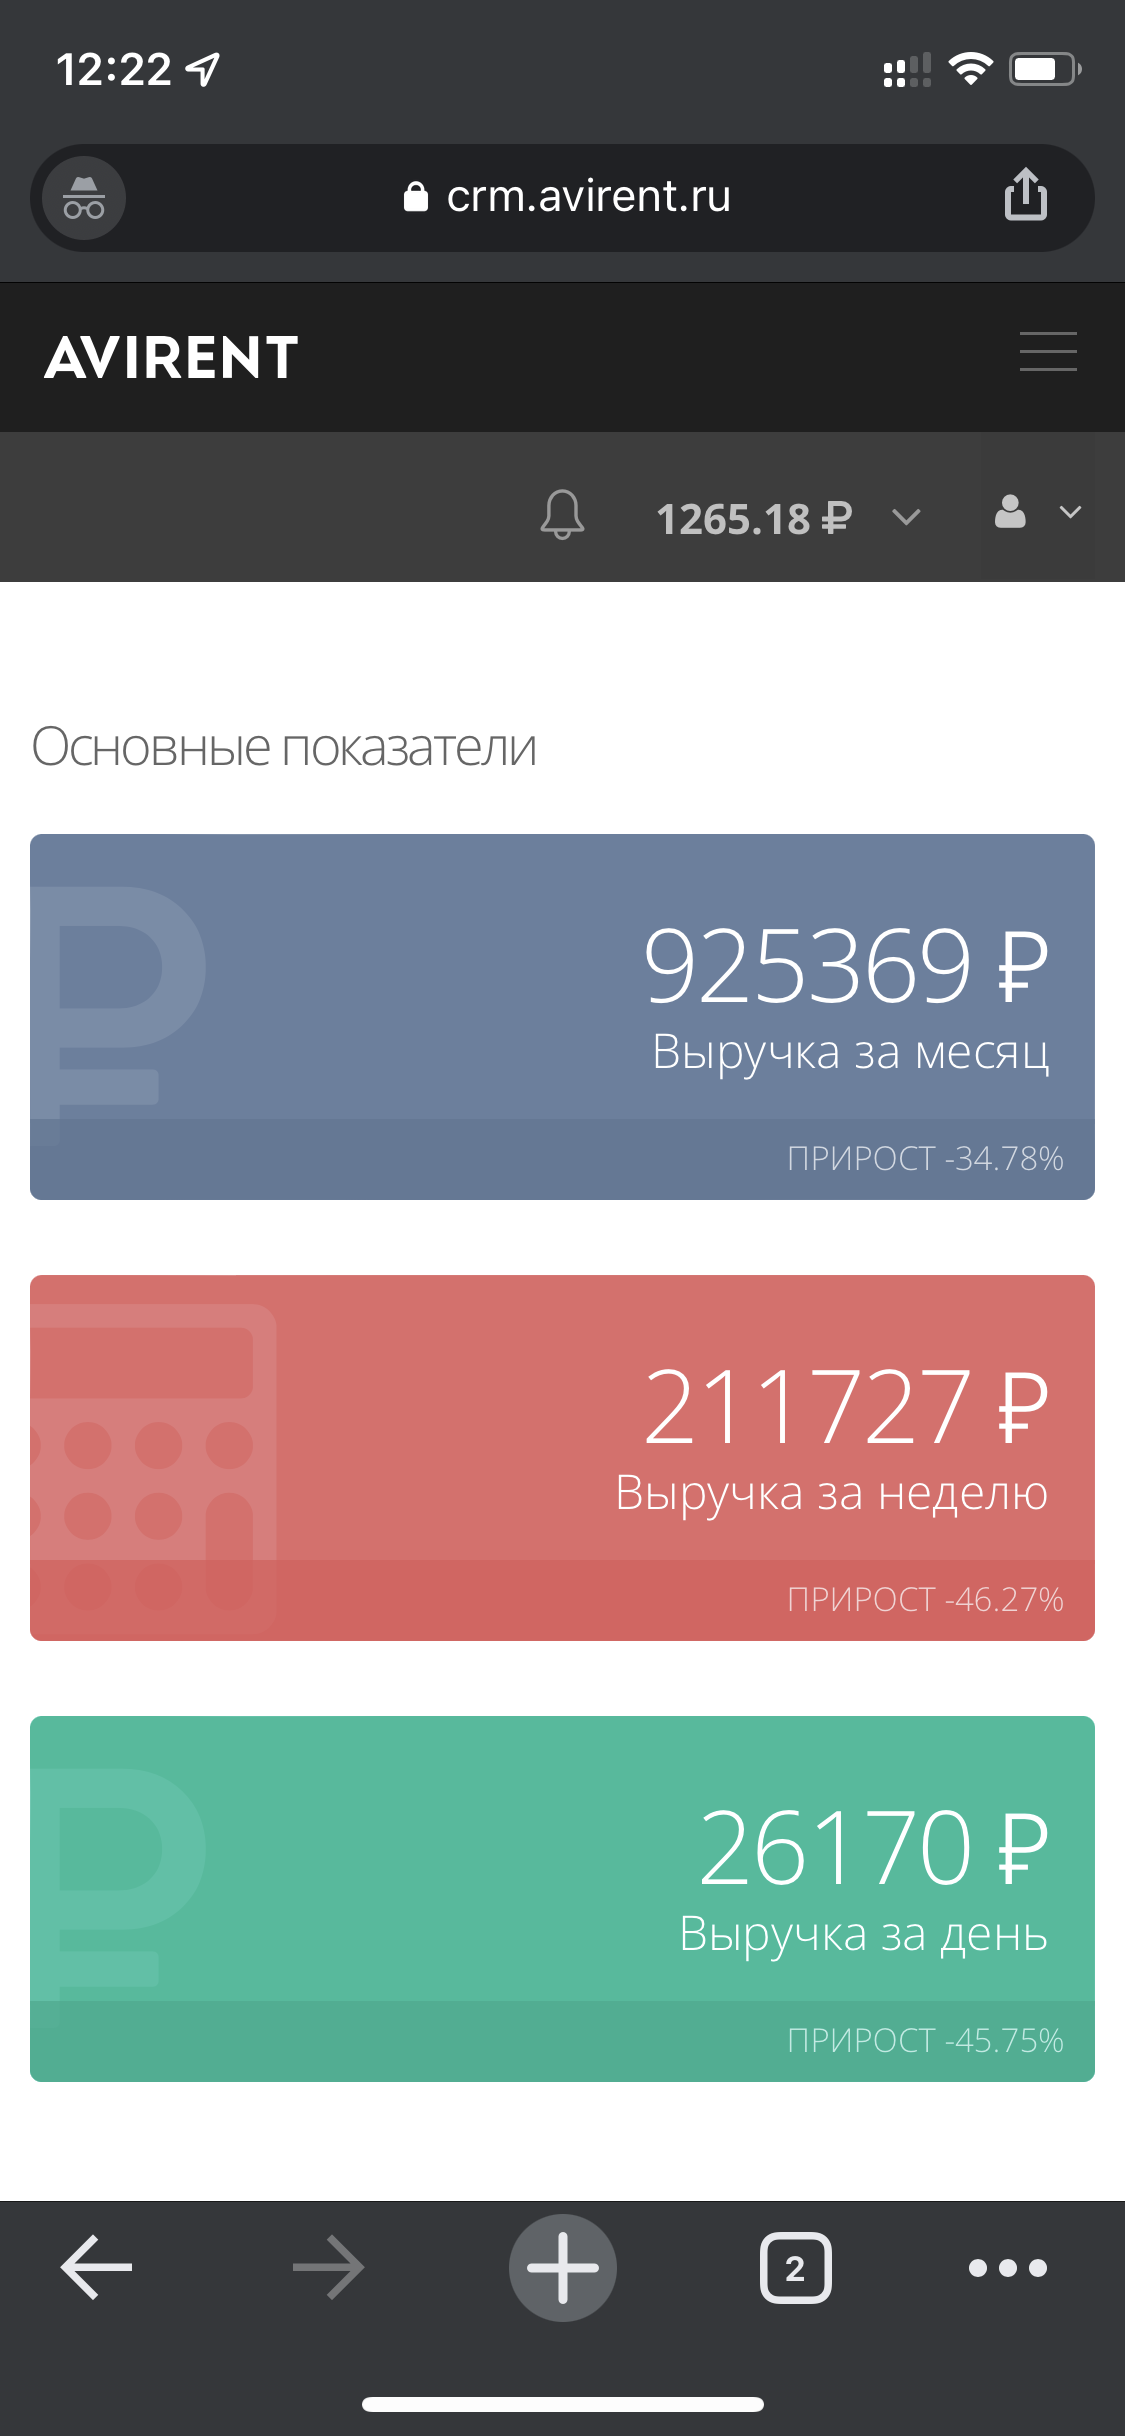 12:22
crm.avirent.ru
AVIRENT
1265.18 ₽
Основные показатели
925369 ₽
Выручка за месяц
ПРИРОСТ -34.78%
211727 ₽
Выручка за неделю
ПРИРОСТ -46.27%
26170 ₽
Выручка за день
ПРИРОСТ -45.75%
2